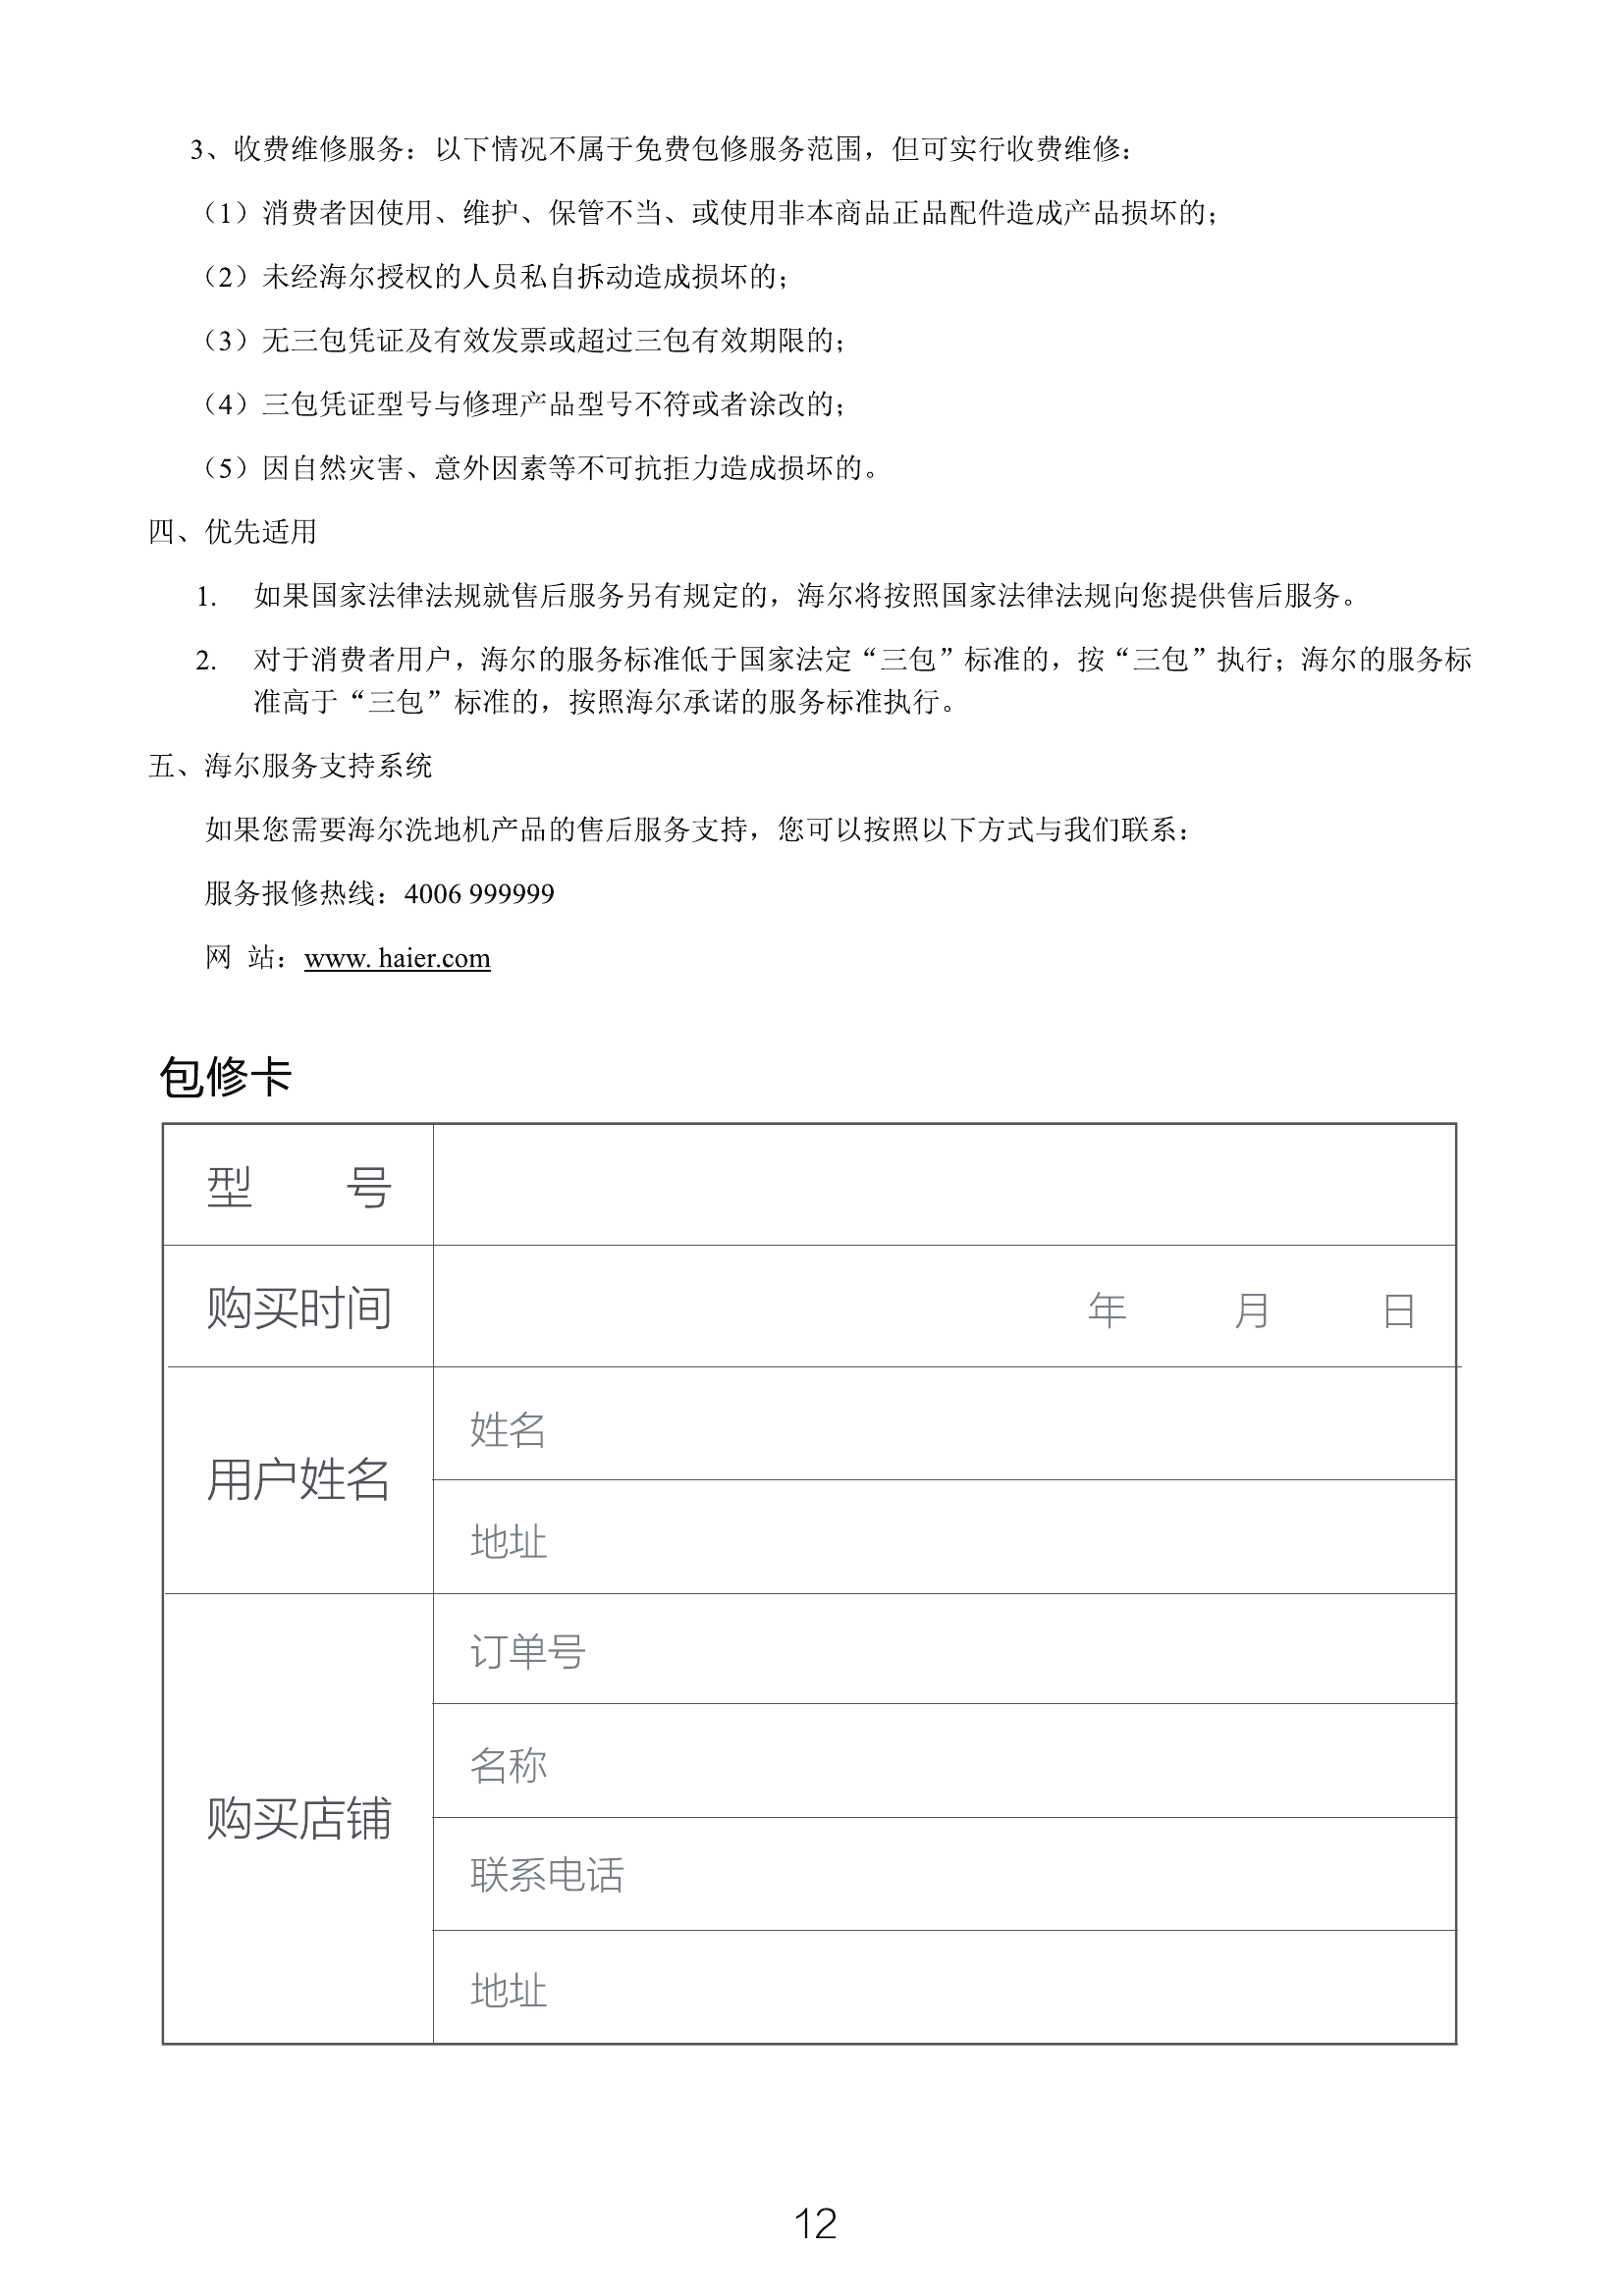 3、收费维修服务：以下情况不属于免费包修服务范围，但可实行收费维修：
（1）消费者因使用、维护、保管不当、或使用非本商品正品配件造成产品损坏的；
（2）未经海尔授权的人员私自拆动造成损坏的；
（3）无三包凭证及有效发票或超过三包有效期限的；
（4）三包凭证型号与修理产品型号不符或者涂改的；
（5）因自然灾害、意外因素等不可抗拒力造成损坏的。
四、优先适用
1. 如果国家法律法规就售后服务另有规定的，海尔将按照国家法律法规向您提供售后服务。
2. 对于消费者用户，海尔的服务标准低于国家法定“三包”标准的，按“三包”执行；海尔的服务标
准高于“三包”标准的，按照海尔承诺的服务标准执行。
五、海尔服务支持系统
如果您需要海尔洗地机产品的售后服务支持，您可以按照以下方式与我们联系：
服务报修热线：4006 999999
网 站：www. haier.com
包修卡
型 号
购买时间 年 月 日
用户姓名
姓名
地址
购买店铺
订单号
名称
联系电话
地址
12